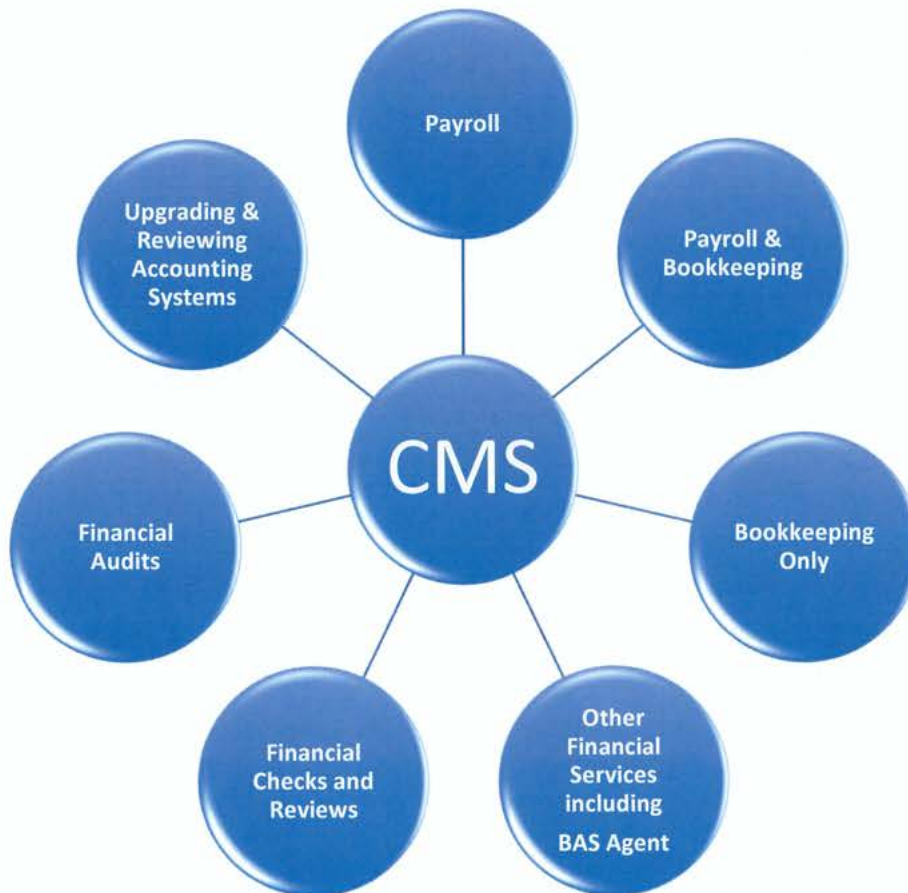 Payroll
Payroll &
Bookkeeping
Bookkeeping
Only
Other
Financial
Services
including
BAS Agent
Financial
Checks and
Reviews
Financial
Audits
Upgrading &
Reviewing
Accounting
Systems
CMS